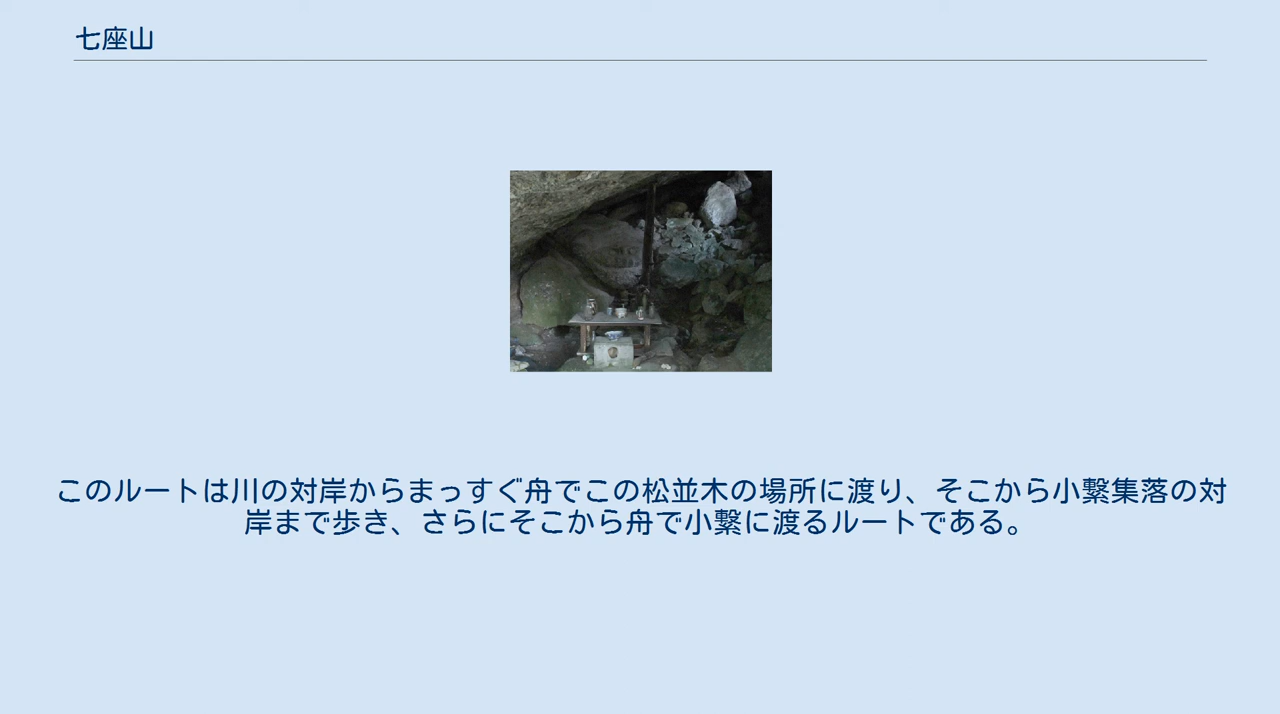 七座山
このルートは川の対岸からまっすぐ舟でこの松並木の場所に渡り、そこから小繋集落の対
岸まで歩き、さらにそこから舟で小繋に渡るルートである。